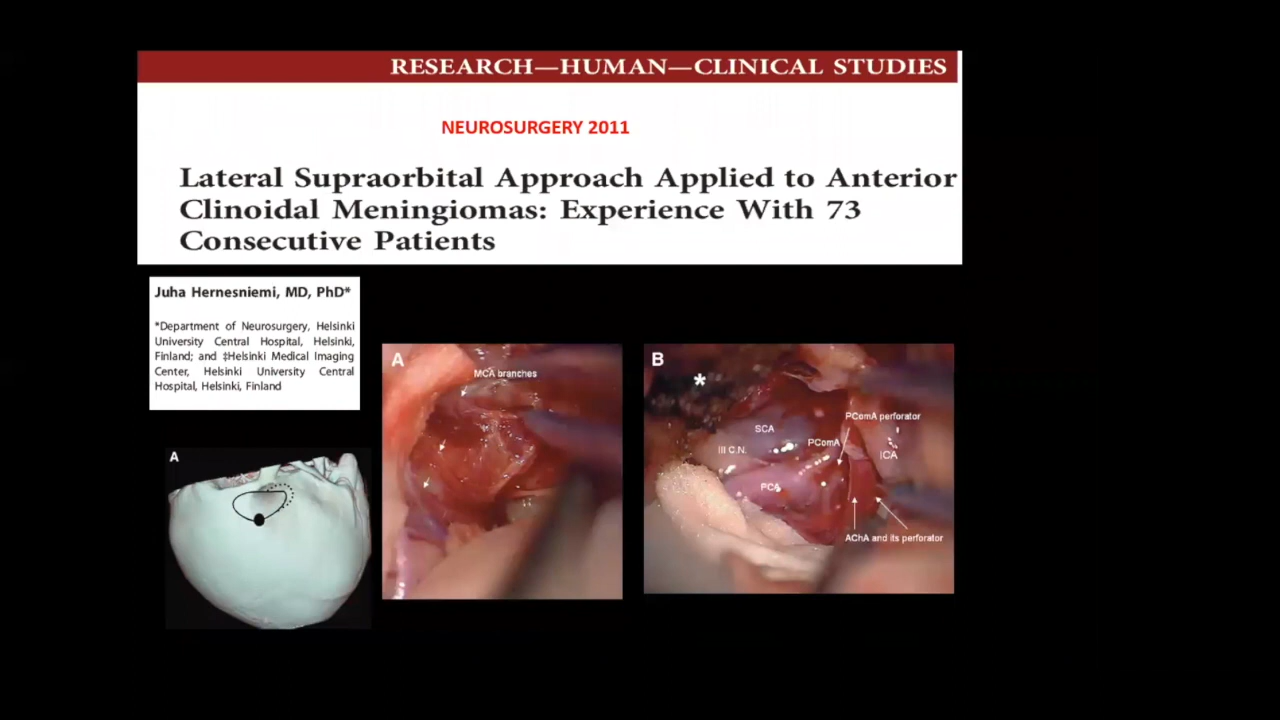 RESEARCH—HUMAN—CLINICAL STUDIES
NEUROSURGERY 2011
Lateral Supraorbital Approach Applied to Anterior
Clinoidal Meningiomas: Experience With 73
Consecutive Patients
Juha Hernesniemi, MD, PhD*
*Department of Neurosurgery, Helsinki
University Central Hospital, Helsinki,
Finland; and ‡Helsinki Medical Imaging
Center, Helsinki University Central
Hospital, Helsinki, Finland
A
A
MCA branches
B
*
PComA perforator
SCA
PComA
III C.N.
ICA
PCA
AChA and its perforator